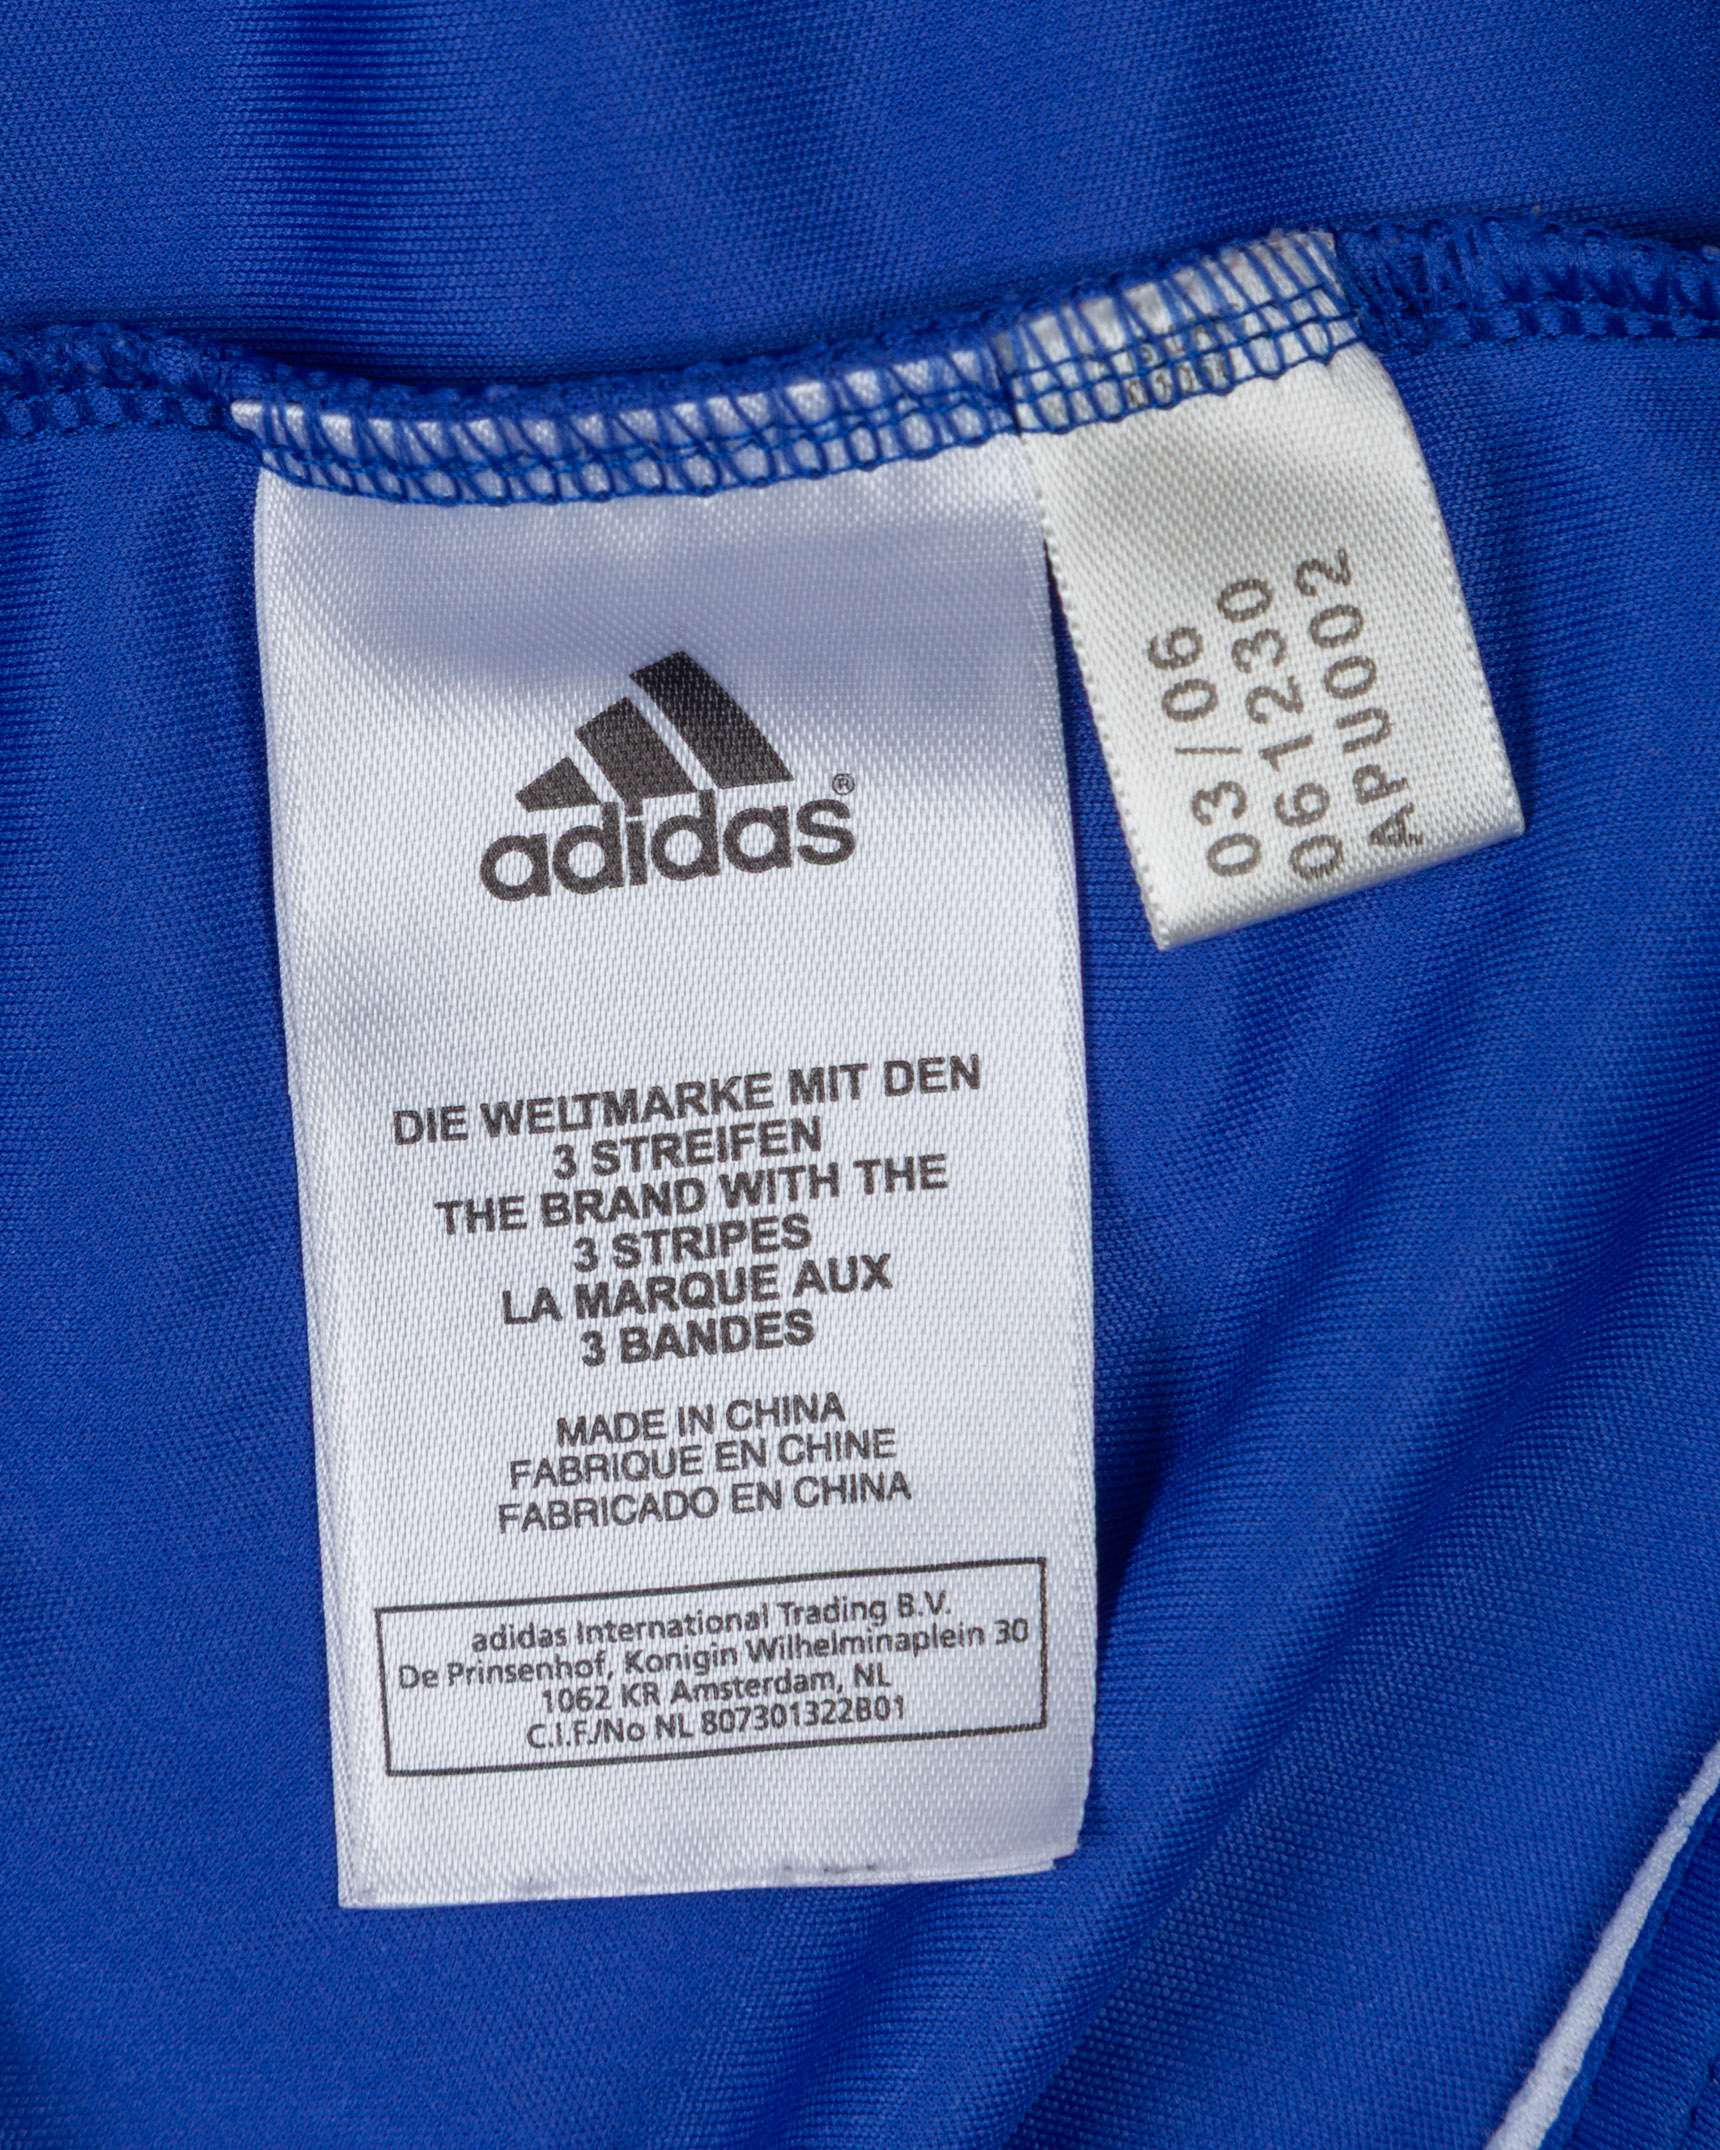 adidas®
DIE WELTMARKE MIT DEN
3 STREIFEN
THE BRAND WITH THE
3 STRIPES
LA MARQUE AUX
3 BANDES
MADE IN CHINA
FABRIQUE EN CHINE
FABRICADO EN CHINA
adidas International Trading B.V.
De Prinsenhof, Konigin Wilhelminaplein 30
1062 KR Amsterdam, NL
C.I.F./No NL 807301322B01
03/06
061230
APU002